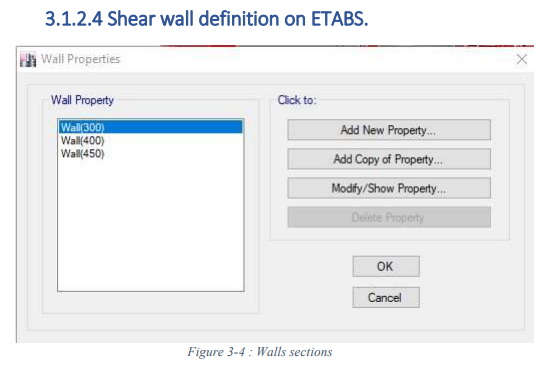 3.1.2.4 Shear wall definition on ETABS.
Wall Properties
Wall Property
Wall(300)
Wall(400)
Wall(450)
Click to:
Add New Property...
Add Copy of Property...
Modify/Show Property...
Delete Property
OK
Cancel
Figure 3-4 : Walls sections